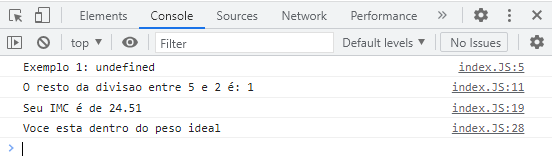 Elements Console Sources Network Performance
top Filter Default levels No Issues
Exemplo 1: undefined index.JS:5
O resto da divisao entre 5 e 2 é: 1 index.JS:11
Seu IMC é de 24.51 index.JS:19
Voce esta dentro do peso ideal index.JS:28